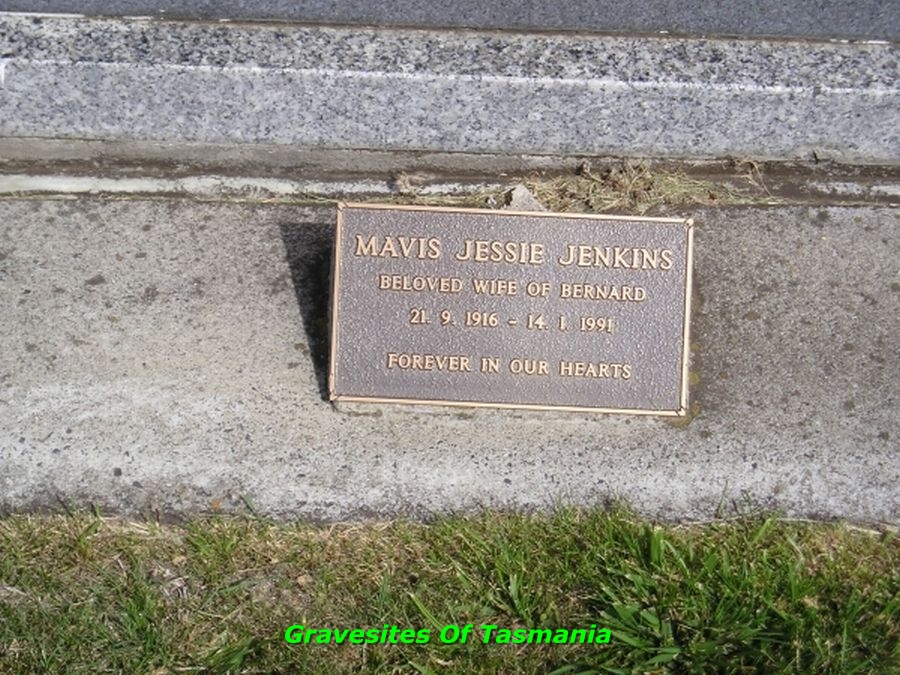 MAVIS JESSIE JENKINS
BELOVED WIFE OF BERNARD
21. 9. 1916 - 14. 1. 1991
FOREVER IN OUR HEARTS
Gravesites Of Tasmania